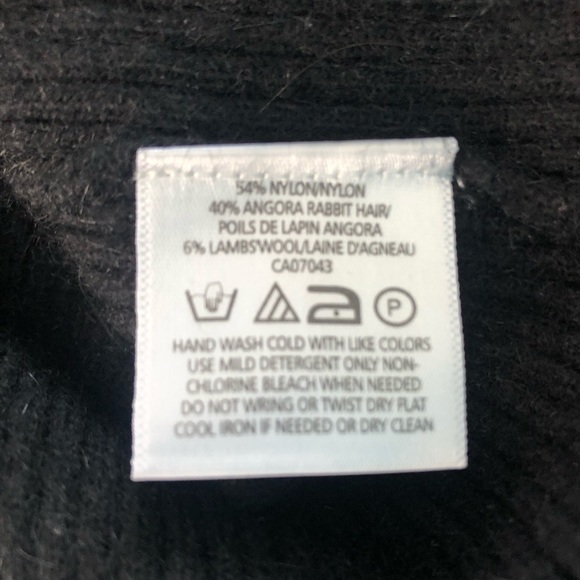 54% NYLON/NYLON
40% ANGORA RABBIT HAIR/
POILS DE LAPIN ANGORA
6% LAMBSWOOL/LAINE D'AGNEAU
CA07043
P
HAND WASH COLD WITH LIKE COLORS
USE MILD DETERGENT ONLY NON-
CHLORINE BLEACH WHEN NEEDED
DO NOT WRING OR TWIST DRY FLAT
COOL IRON IF NEEDED OR DRY CLEAN